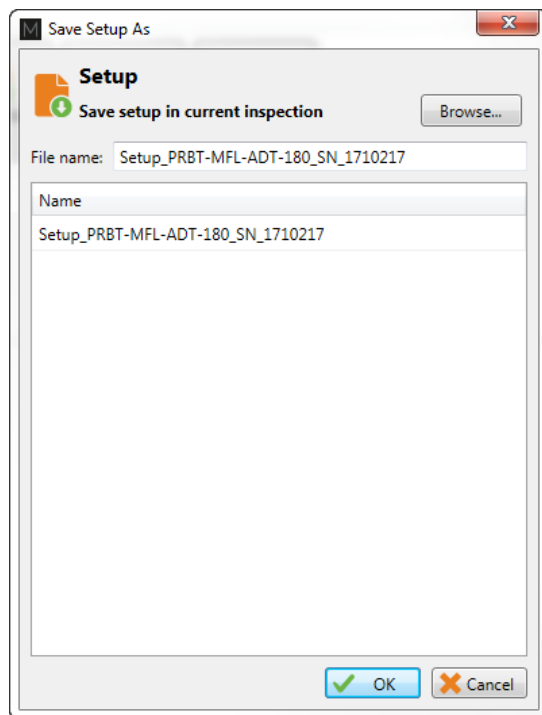 M Save Setup As
Setup
Save setup in current inspection
Browse...
File name: Setup_PRBT-MFL-ADT-180_SN_1710217
Name
Setup_PRBT-MFL-ADT-180_SN_1710217
OK Cancel